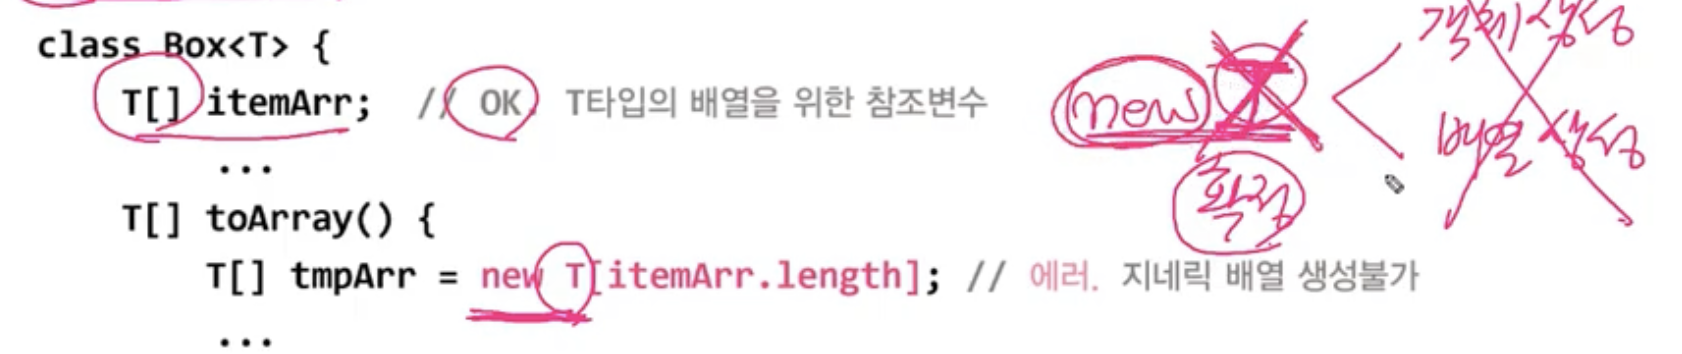 class Box<T> {
T[] itemArr; // OK. T타입의 배열을 위한 참조변수
...
T[] toArray() {
T[] tmpArr = new T[itemArr.length]; // 에러. 지네릭 배열 생성불가
...
new T
확정
객체생성
배열생성